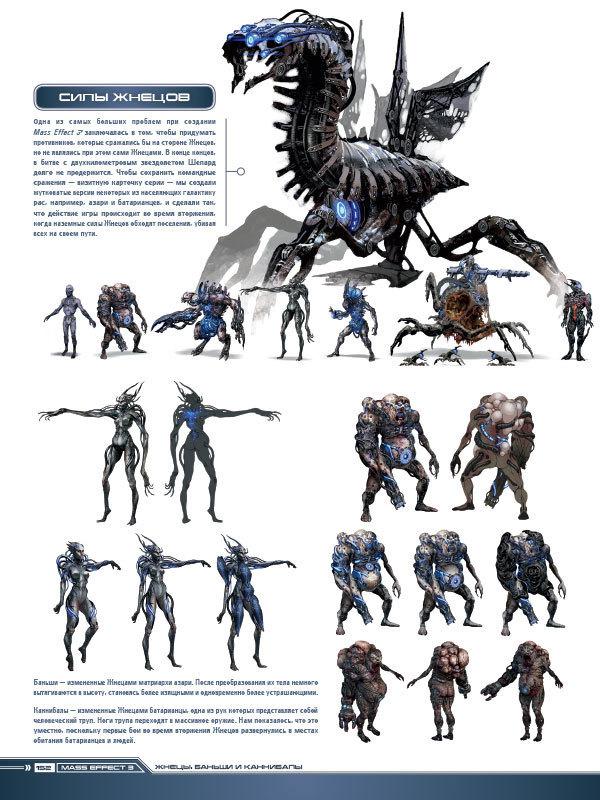 СИЛЫ ЖНЕЦОВ
Одна из самых больших проблем при создании
Mass Effect 3 заключалась в том, чтобы придумать
противников, которые сражались бы на стороне Жнецов,
но не являлись при этом сами Жнецами. В конце концов,
в битве с двухкилометровым звездолетом Шепард
долго не продержится. Чтобы сохранить командные
сражения — визитную карточку серии — мы создали
жутковатые версии некоторых из населяющих галактику
рас, например, азари и батарианцев, и сделали так,
что действие игры происходит во время вторжения,
когда наземные силы Жнецов обходят поселения, убивая
всех на своем пути.
Баньши — измененные Жнецами матриархи азари. После преобразования их тела немного
вытягиваются в высоту, становясь более изящными и одновременно более устрашающими.
Каннибалы — измененные Жнецами батарианцы, одна из рук которых представляет собой
человеческий труп. Ноги трупа переходят в массивное оружие. Нам показалось, что это
уместно, поскольку первые бои во время вторжения Жнецов развернулись в местах
обитания батарианцев и людей.
152 MASS EFFECT 3 ЖНЕЦЫ, БАНЬШИ И КАННИБАЛЫ